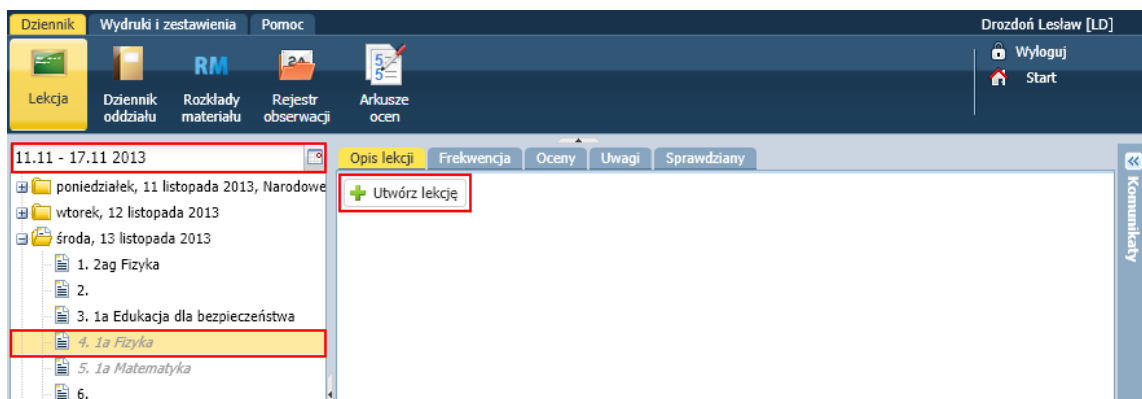 Dziennik Wydruki i zestawienia Pomoc Drozdoń Lesław [LD]
Wyloguj
Start
RM
Lekcja Dziennik oddziału Rozkłady materiału Rejestr obserwacji Arkusze ocen
11.11 - 17.11 2013
Opis lekcji Frekwencja Oceny Uwagi Sprawdziany
Utwórz lekcję
Komunikaty
poniedziałek, 11 listopada 2013, Narodowe
wtorek, 12 listopada 2013
środa, 13 listopada 2013
1. 2ag Fizyka
2.
3. 1a Edukacja dla bezpieczeństwa
4. 1a Fizyka
5. 1a Matematyka
6.